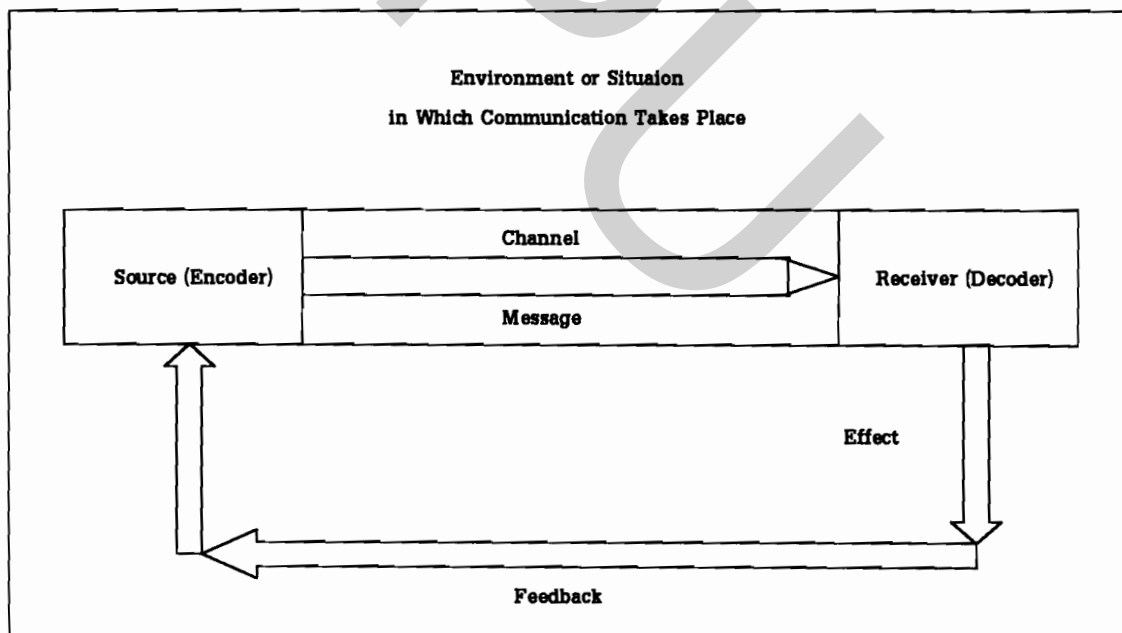 Environment or Situaion
in Which Communication Takes Place
Channel
Source (Encoder)
Receiver (Decoder)
Message
Effect
Feedback